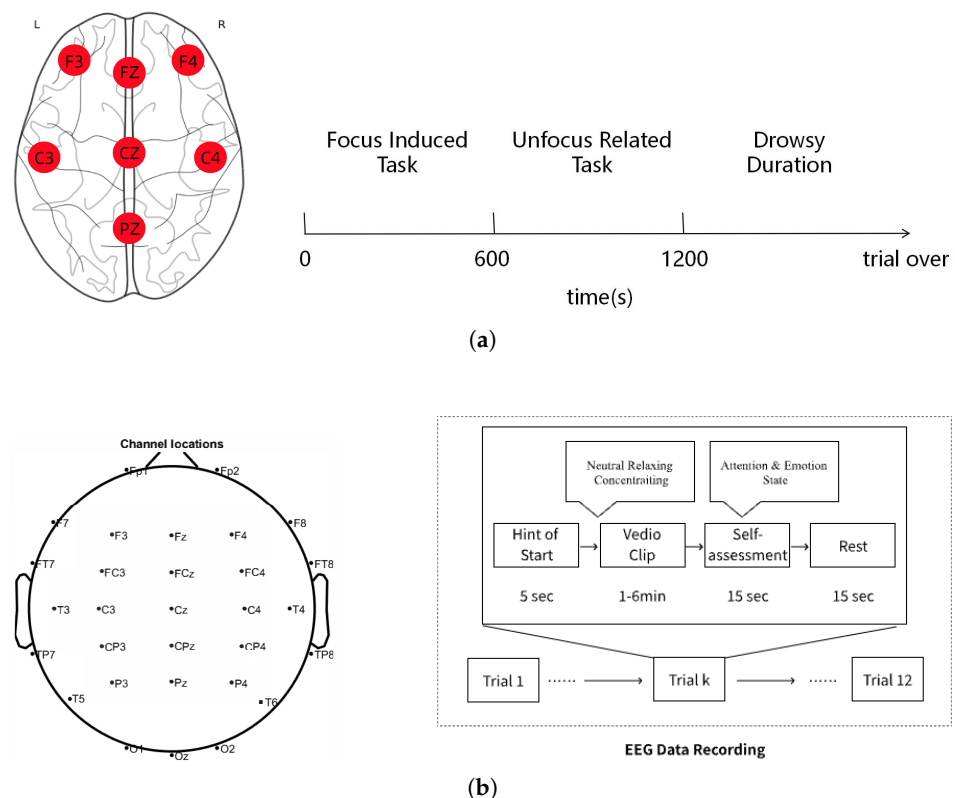 L R
F3 FZ F4
C3 CZ C4
PZ
Focus Induced
Task
Unfocus Related
Task
Drowsy
Duration
0 600 1200 trial over
time(s)
(a)
Channel locations
Fp1 Fp2
F7 F8
F3 Fz F4
FT7 FT8
FC3 FCz FC4
T3 C3 Cz C4 T4
CP3 CPz CP4
TP7 TP8
P3 Pz P4
T5 T6
O1 O2
Oz
Neutral Relaxing
Concentraiting
Attention & Emotion
State
Hint of
Start
Vedio
Clip
Self-
assessment
Rest
5 sec 1-6min 15 sec 15 sec
Trial 1 ...... Trial k ...... Trial 12
EEG Data Recording
(b)